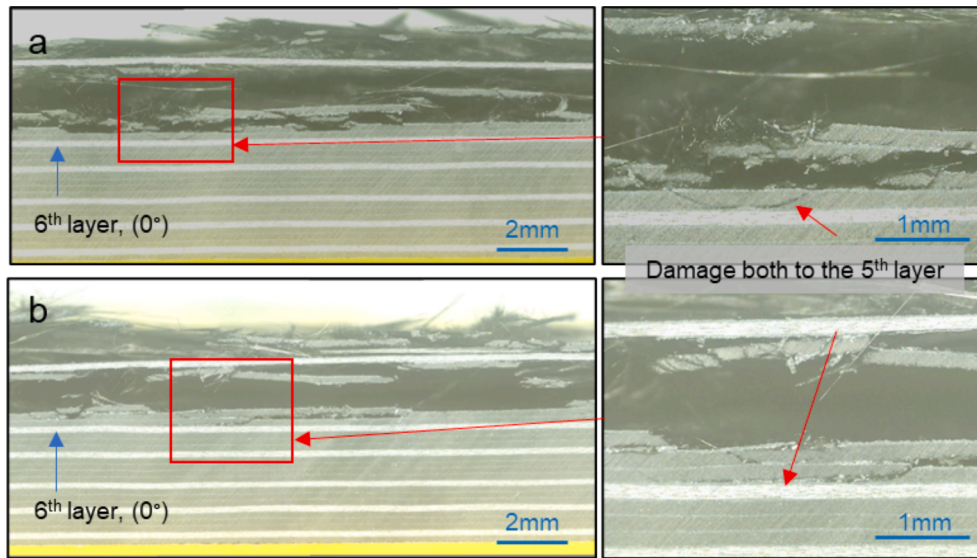 a
6th layer, (0°)
2mm
1mm
Damage both to the 5th layer
b
6th layer, (0°)
2mm
1mm